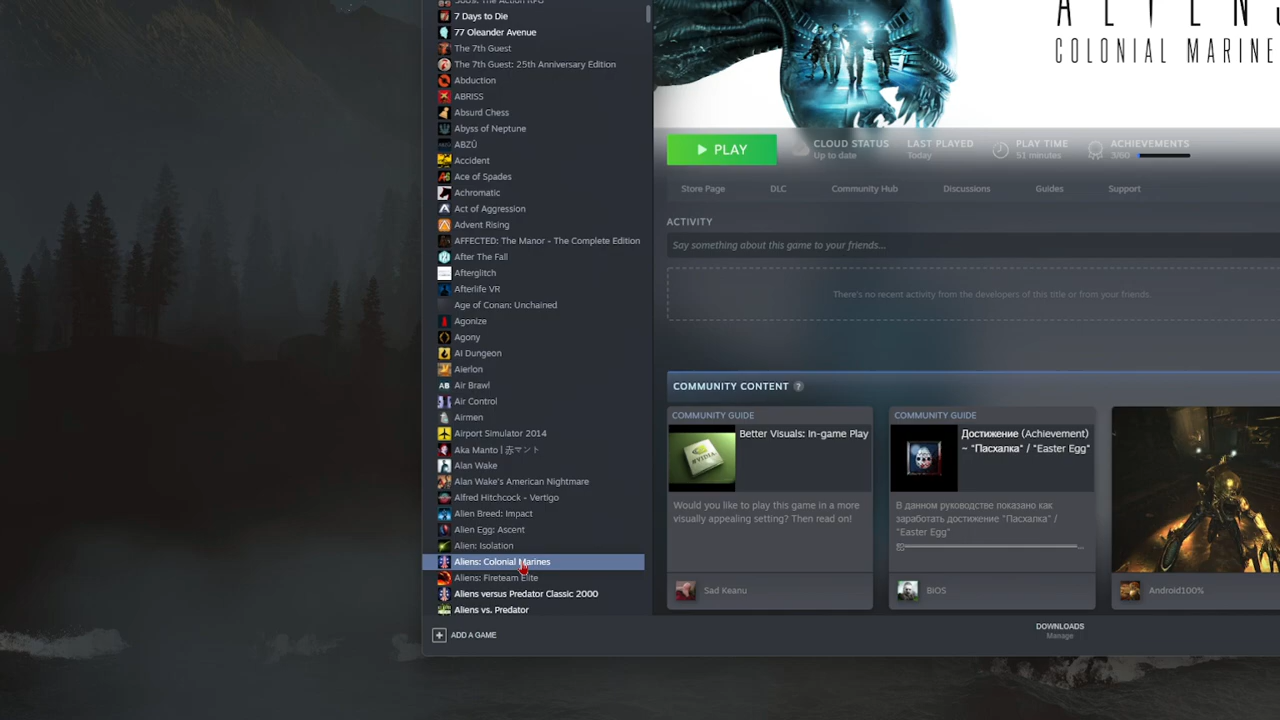 SOUS: The Action RPG
7 Days to Die
77 Oleander Avenue
The 7th Guest
The 7th Guest: 25th Anniversary Edition
Abduction
ABRISS
Absurd Chess
Abyss of Neptune
ABZÛ
Accident
Ace of Spades
Achromatic
Act of Aggression
Advent Rising
AFFECTED: The Manor - The Complete Edition
After The Fall
Afterglitch
Afterlife VR
Age of Conan: Unchained
Agonize
Agony
AI Dungeon
Aierlon
Air Brawl
Air Control
Airmen
Airport Simulator 2014
Aka Manto | 赤マント
Alan Wake
Alan Wake's American Nightmare
Alfred Hitchcock - Vertigo
Alien Breed: Impact
Alien Egg: Ascent
Alien: Isolation
Aliens: Colonial Marines
Aliens: Fireteam Elite
Aliens versus Predator Classic 2000
Aliens vs. Predator
ADD A GAME
ALIENS
COLONIAL MARINE
PLAY
CLOUD STATUS
Up to date
LAST PLAYED
Today
PLAY TIME
51 minutes
ACHIEVEMENTS
3/60
Store Page DLC Community Hub Discussions Guides Support
ACTIVITY
Say something about this game to your friends...
There's no recent activity from the developers of this title or from your friends.
COMMUNITY CONTENT ?
COMMUNITY GUIDE
Better Visuals: In-game Play
Would you like to play this game in a more
visually appealing setting? Then read on!
Sad Keanu
COMMUNITY GUIDE
Достижение (Achievement)
~ "Пасхалка" / "Easter Egg"
В данном руководстве показано как
заработать достижение "Пасхалка" /
"Easter Egg"
BIOS
Android100%
DOWNLOADS
Manage